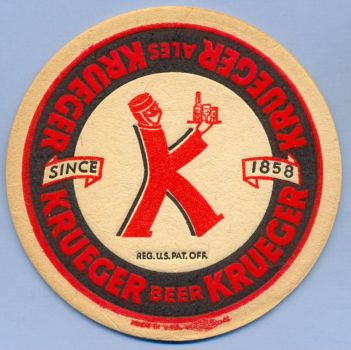 KRUEGER ALES KRUEGER
SINCE 1858
K
REG. U.S. PAT. OFF.
KRUEGER BEER KRUEGER